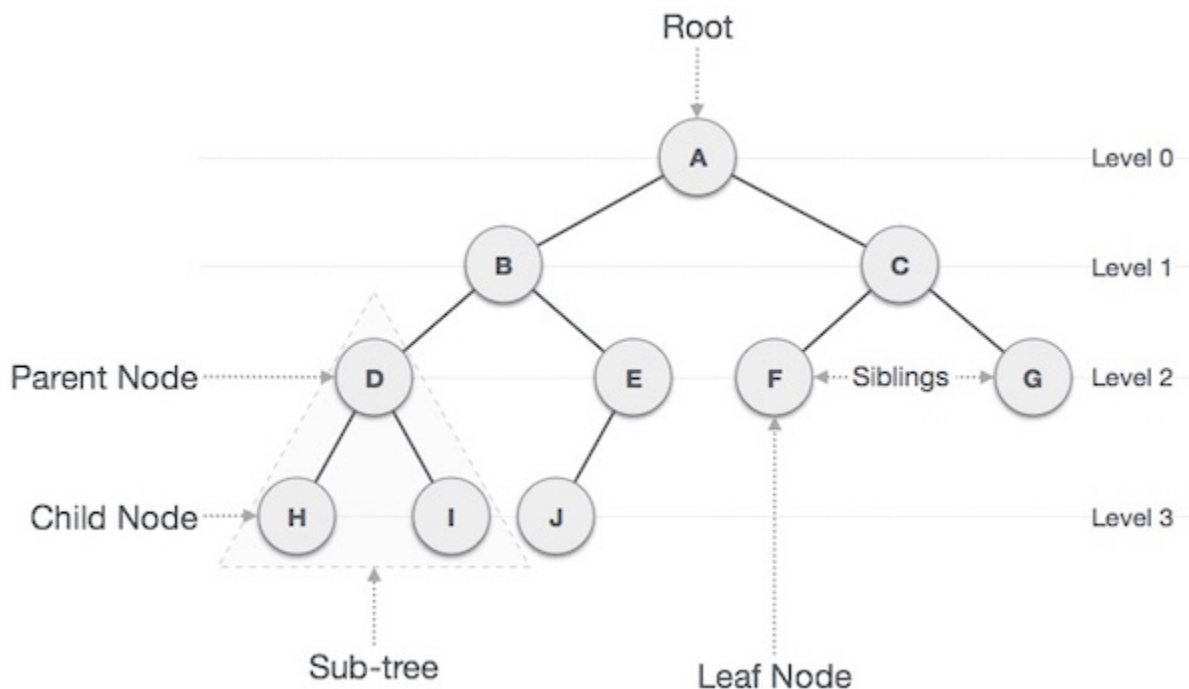 Root
A
Level 0
B
C
Level 1
Parent Node
D
E
F
Siblings
G
Level 2
Child Node
H
I
J
Level 3
Sub-tree
Leaf Node